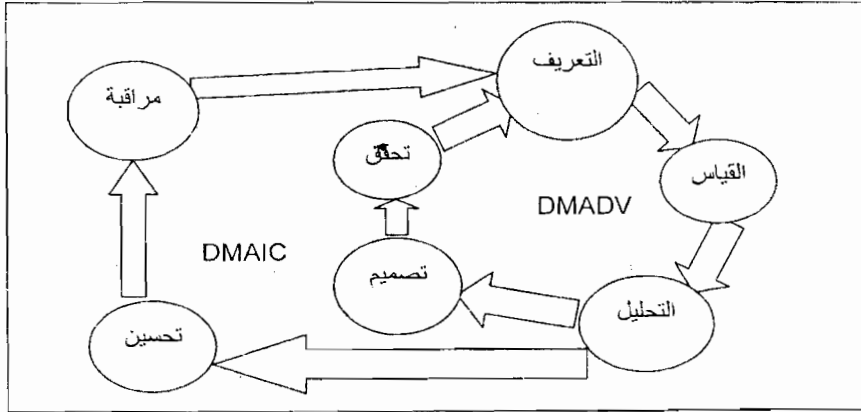 التعريف
مراقبة
تحقق
القياس
DMADV
DMAIC
تصميم
التحليل
تحسين